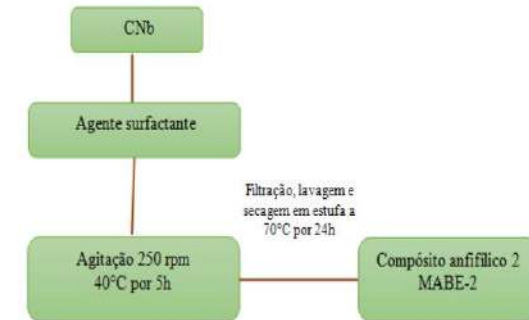 CNb
Agente surfactante
Filtração, lavagem e
secagem em estufa a
70°C por 24h
Agitação 250 rpm
40°C por 5h
Compósito anfifílico 2
MABE-2